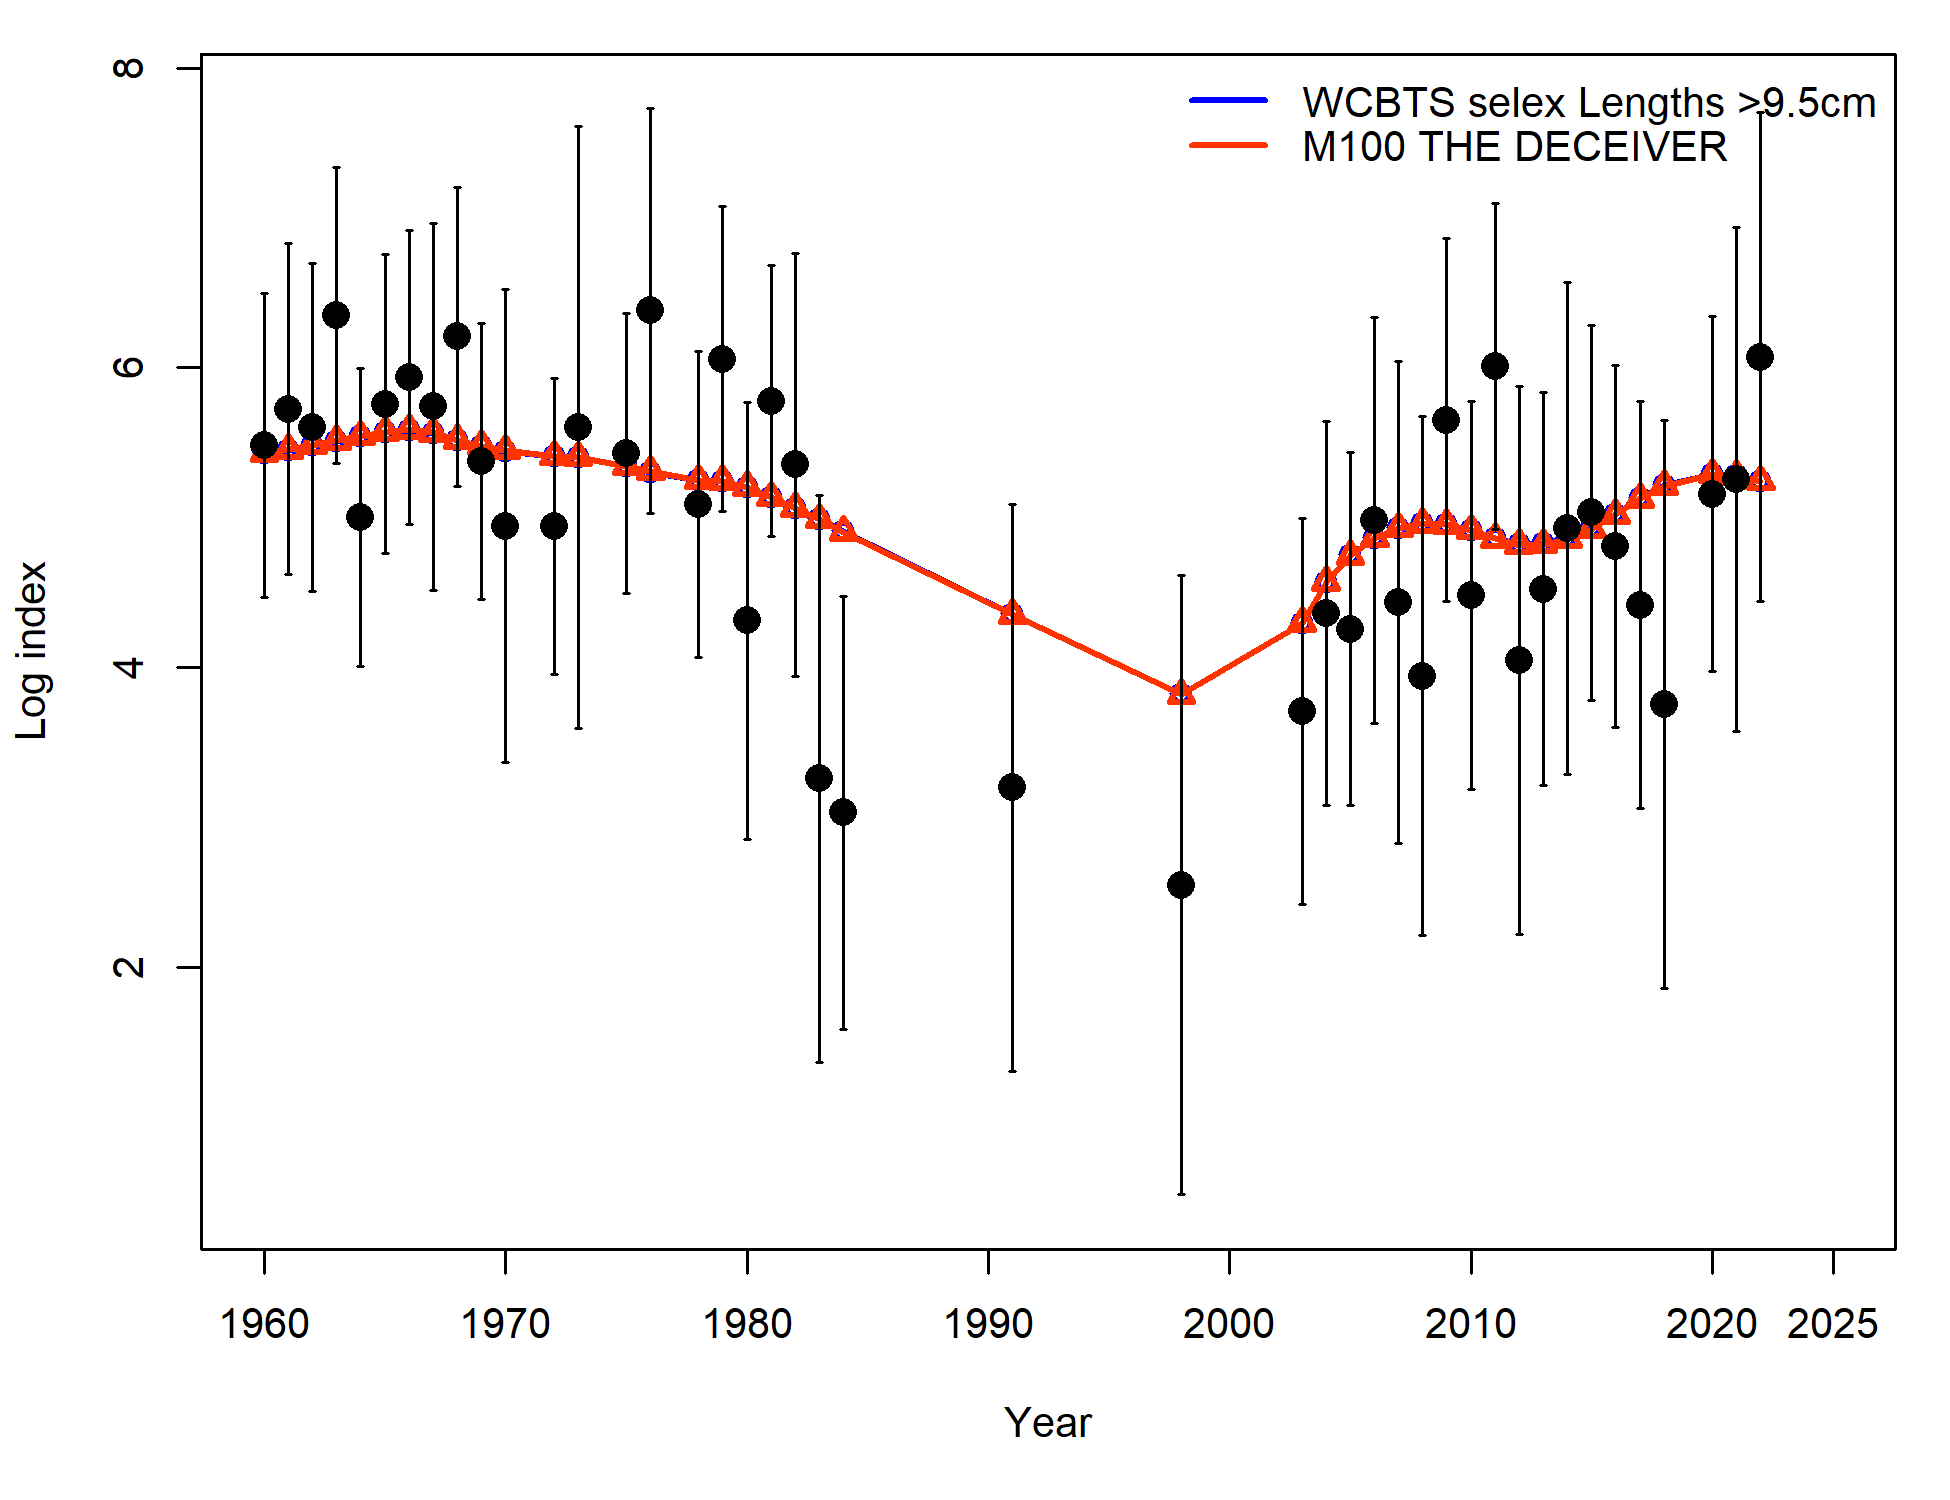 WCBTS selex Lengths >9.5cm
M100 THE DECEIVER
8
6
4
2
Log index
1960 1970 1980 1990 2000 2010 2020 2025
Year